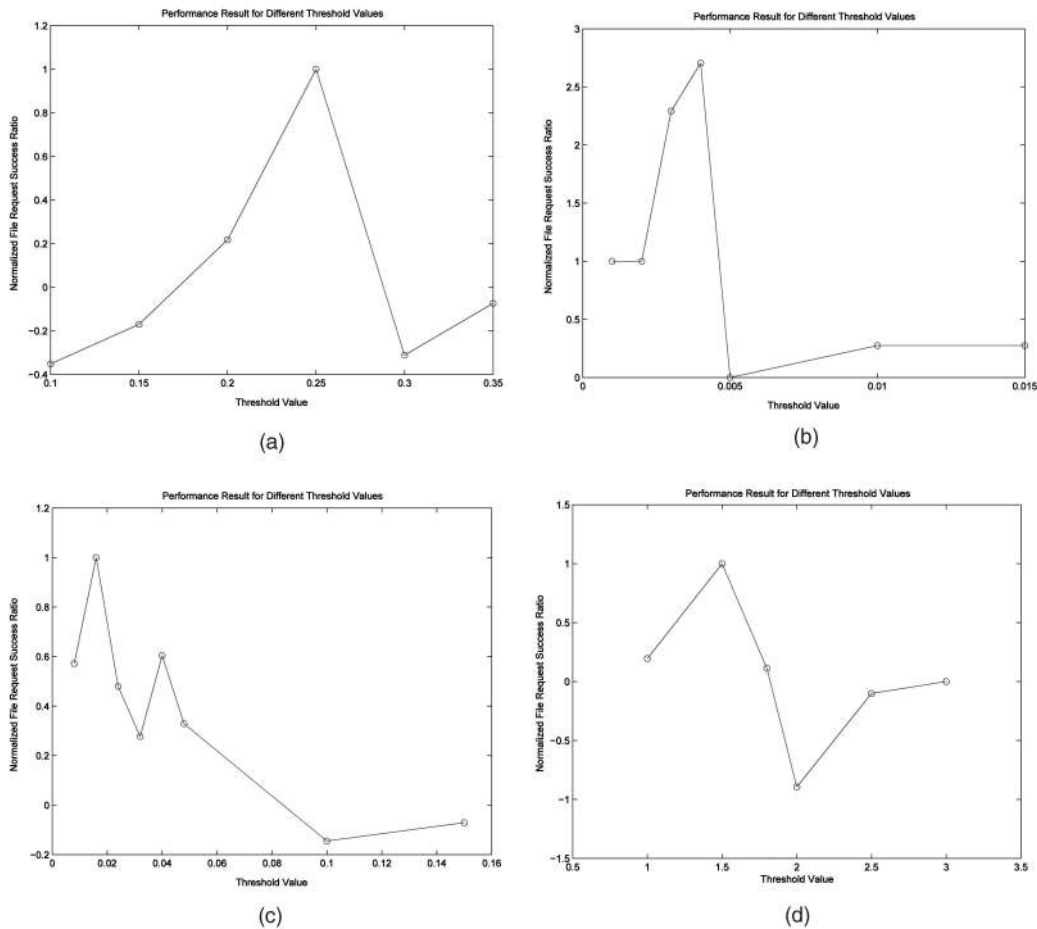 Performance Result for Different Threshold Values
1.2
1
0.8
0.6
0.4
0.2
0
−0.2
−0.4
0.1 0.15 0.2 0.25 0.3 0.35
Normalized File Request Success Ratio
Threshold Value
(a)
Performance Result for Different Threshold Values
3
2.5
2
1.5
1
0.5
0
0 0.005 0.01 0.015
Normalized File Request Success Ratio
Threshold Value
(b)
Performance Result for Different Threshold Values
1.2
1
0.8
0.6
0.4
0.2
0
−0.2
0 0.02 0.04 0.06 0.08 0.1 0.12 0.14 0.16
Normalized File Request Success Ratio
Threshold Value
(c)
Performance Result for Different Threshold Values
1.5
1
0.5
0
−0.5
−1
−1.5
0.5 1 1.5 2 2.5 3 3.5
Normalized File Request Success Ratio
Threshold Value
(d)